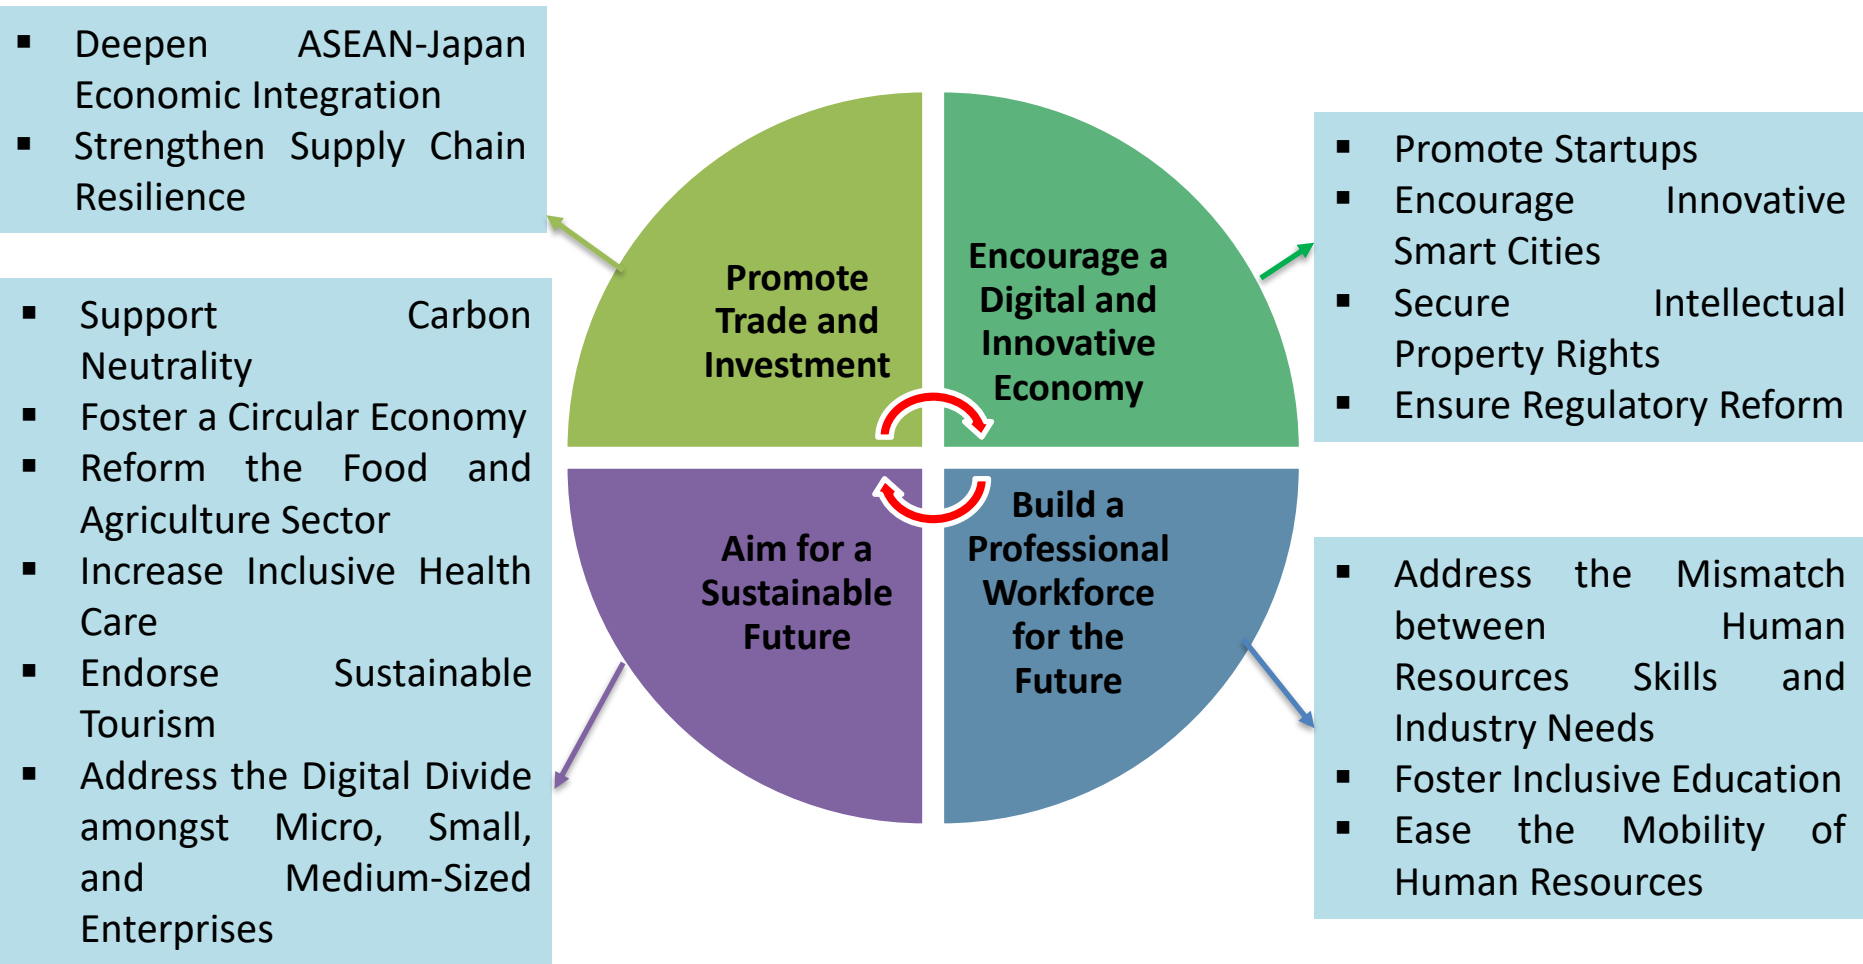 ▪ Deepen ASEAN-Japan
Economic Integration
▪ Strengthen Supply Chain
Resilience
Promote
Trade and
Investment
Encourage a
Digital and
Innovative
Economy
▪ Promote Startups
▪ Encourage Innovative
Smart Cities
▪ Secure Intellectual
Property Rights
▪ Ensure Regulatory Reform
▪ Support Carbon
Neutrality
▪ Foster a Circular Economy
▪ Reform the Food and
Agriculture Sector
▪ Increase Inclusive Health
Care
▪ Endorse Sustainable
Tourism
▪ Address the Digital Divide
amongst Micro, Small,
and Medium-Sized
Enterprises
Aim for a
Sustainable
Future
Build a
Professional
Workforce
for the
Future
▪ Address the Mismatch
between Human
Resources Skills and
Industry Needs
▪ Foster Inclusive Education
▪ Ease the Mobility of
Human Resources